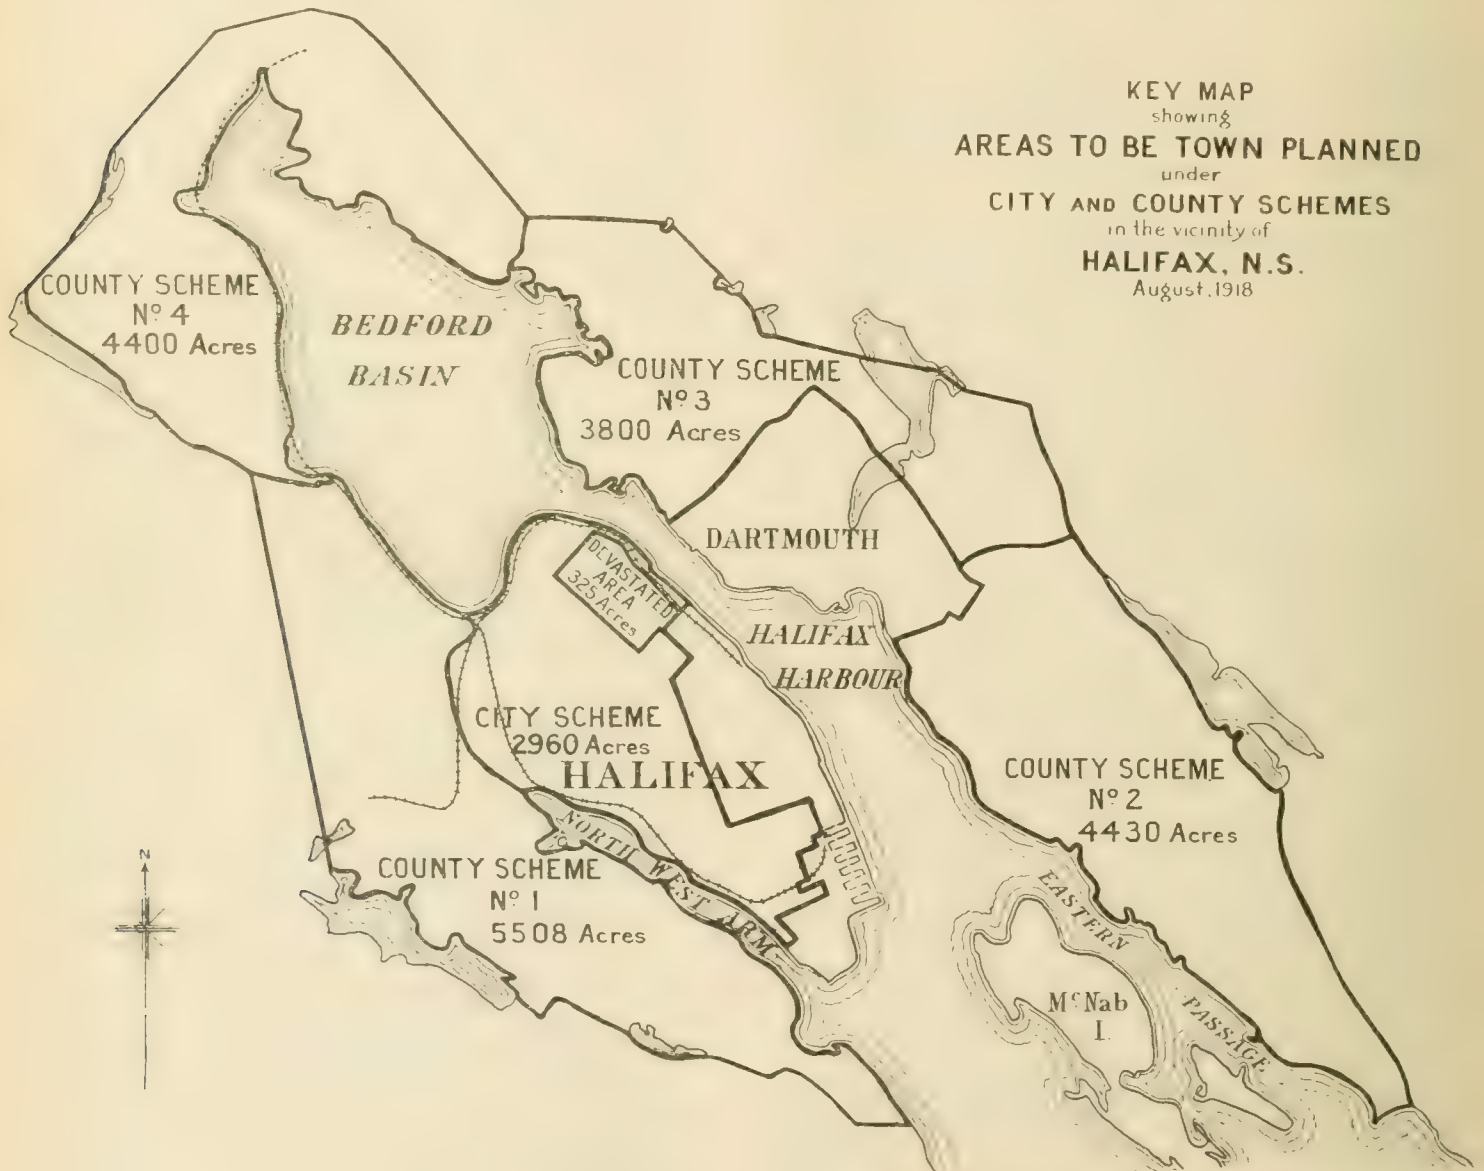 KEY MAP
showing
AREAS TO BE TOWN PLANNED
under
CITY AND COUNTY SCHEMES
in the vicinity of
HALIFAX, N.S.
August, 1918
COUNTY SCHEME
Nº 4
4400 Acres
BEDFORD
BASIN
COUNTY SCHEME
Nº 3
3800 Acres
DARTMOUTH
DEVASTATED
AREA
325 Acres
HALIFAX
HARBOUR
CITY SCHEME
2960 Acres
HALIFAX
COUNTY SCHEME
Nº 2
4430 Acres
NORTH WEST ARM
COUNTY SCHEME
Nº 1
5508 Acres
N
EASTERN
PASSAGE
McNab
I.